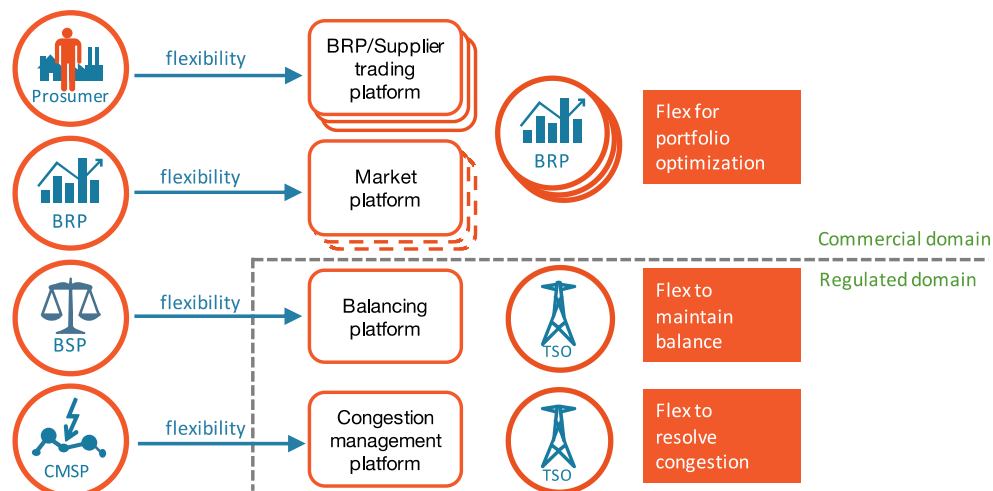 Prosumer
flexibility
BRP/Supplier
trading
platform
BRP
flexibility
Market
platform
BRP
Flex for
portfolio
optimization
Commercial domain
Regulated domain
BSP
flexibility
Balancing
platform
TSO
Flex to
maintain
balance
CMSP
flexibility
Congestion
management
platform
TSO
Flex to
resolve
congestion